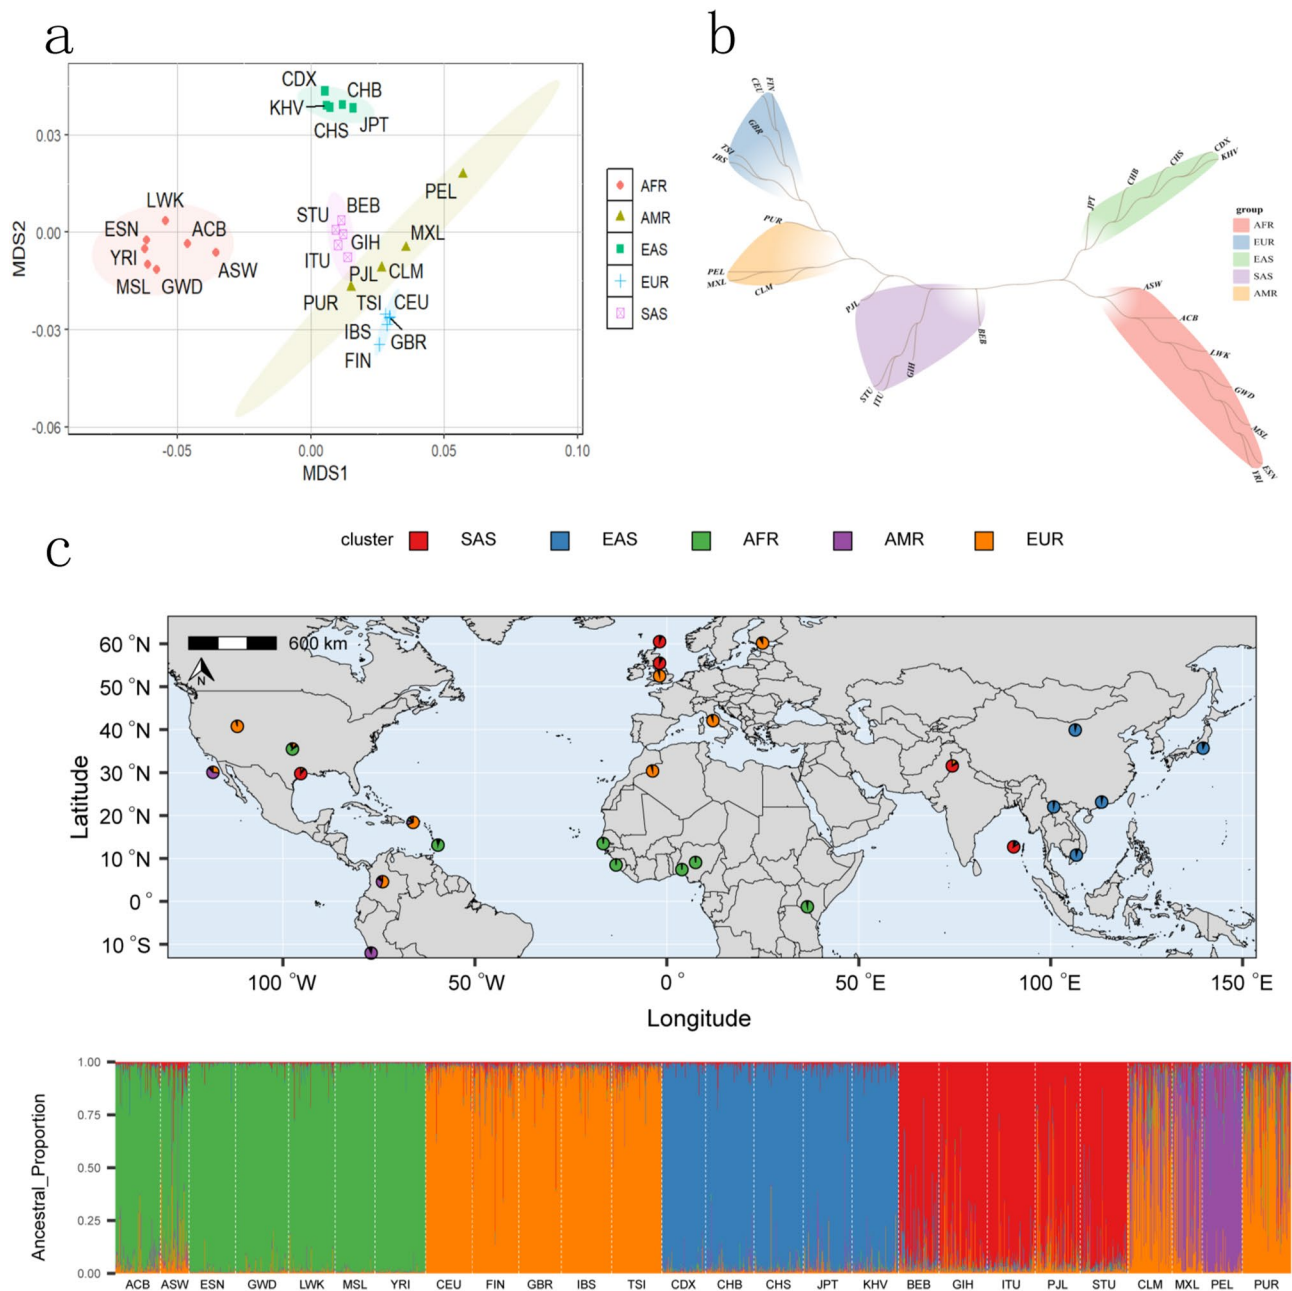 a
CDX
CHB
KHV
CHS
JPT
0.03
PEL
LWK
BEB
STU
ESN
ACB
MXL
0.00
GIH
YRI
ITU
ASW
PJL
CLM
MSL
GWD
PUR
TSI
CEU
-0.03
IBS
GBR
FIN
-0.06
-0.05
0.00
0.05
0.10
MDS1
MDS2
AFR
AMR
EAS
EUR
SAS
b
FIN
CEU
GBR
TSI
IBS
PUR
PEL
MXL
CLM
PJL
STU
ITU
GIH
BEB
JPT
CHB
CHS
CDX
KHV
ASW
ACB
LWK
GWD
MSL
ESN
YRI
group
AFR
EUR
EAS
SAS
AMR
c
cluster SAS EAS AFR AMR EUR
600 km
N
60 °N
50 °N
40 °N
30 °N
20 °N
10 °N
0 °
10 °S
Latitude
100 °W 50 °W 0 ° 50 °E 100 °E 150 °E
Longitude
1.00
0.75
0.50
0.25
0.00
Ancestral_Proportion
ACB ASW ESN GWD LWK MSL YRI CEU FIN GBR IBS TSI CDX CHB CHS JPT KHV BEB GIH ITU PJL STU CLM MXL PEL PUR